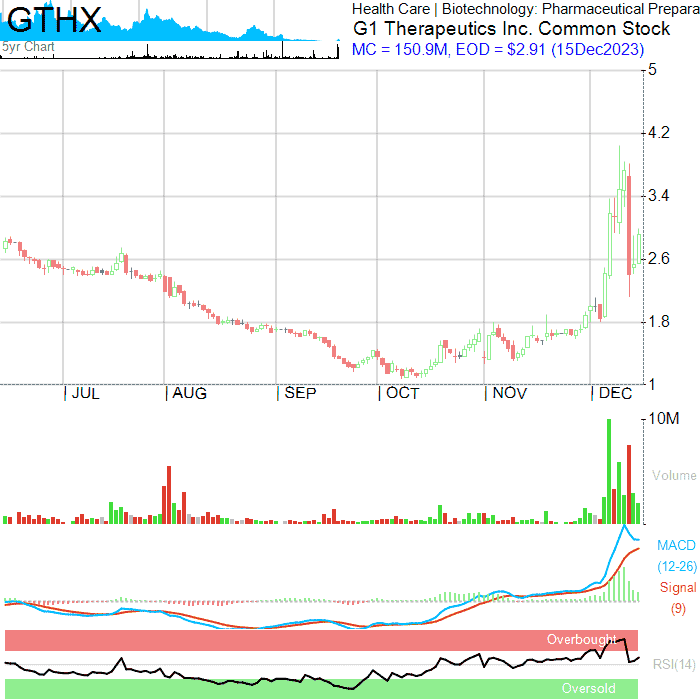 GTHX
5yr Chart
Health Care | Biotechnology: Pharmaceutical Prepara
G1 Therapeutics Inc. Common Stock
MC = 150.9M, EOD = $2.91 (15Dec2023)
5
4.2
3.4
2.6
1.8
1
JUL AUG SEP OCT NOV DEC
10M
Volume
MACD
(12-26)
Signal
(9)
Overbought
RSI(14)
Oversold